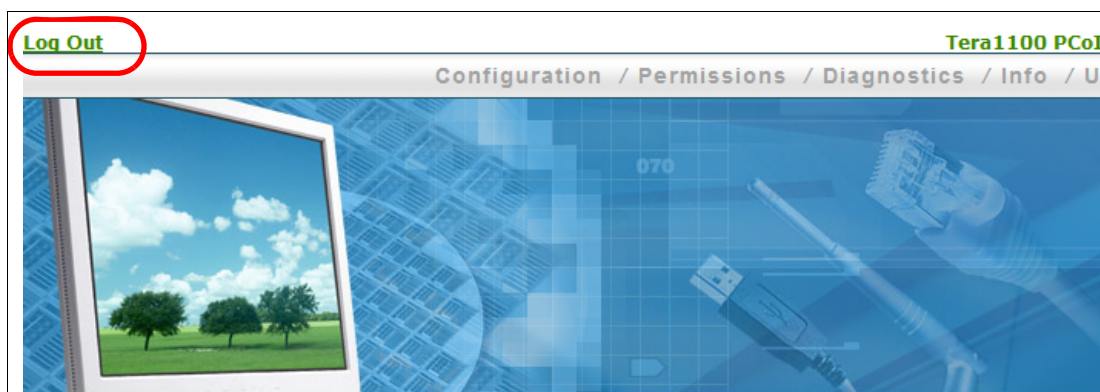 Log Out
Tera1100 PCoI
Configuration / Permissions / Diagnostics / Info / U
070